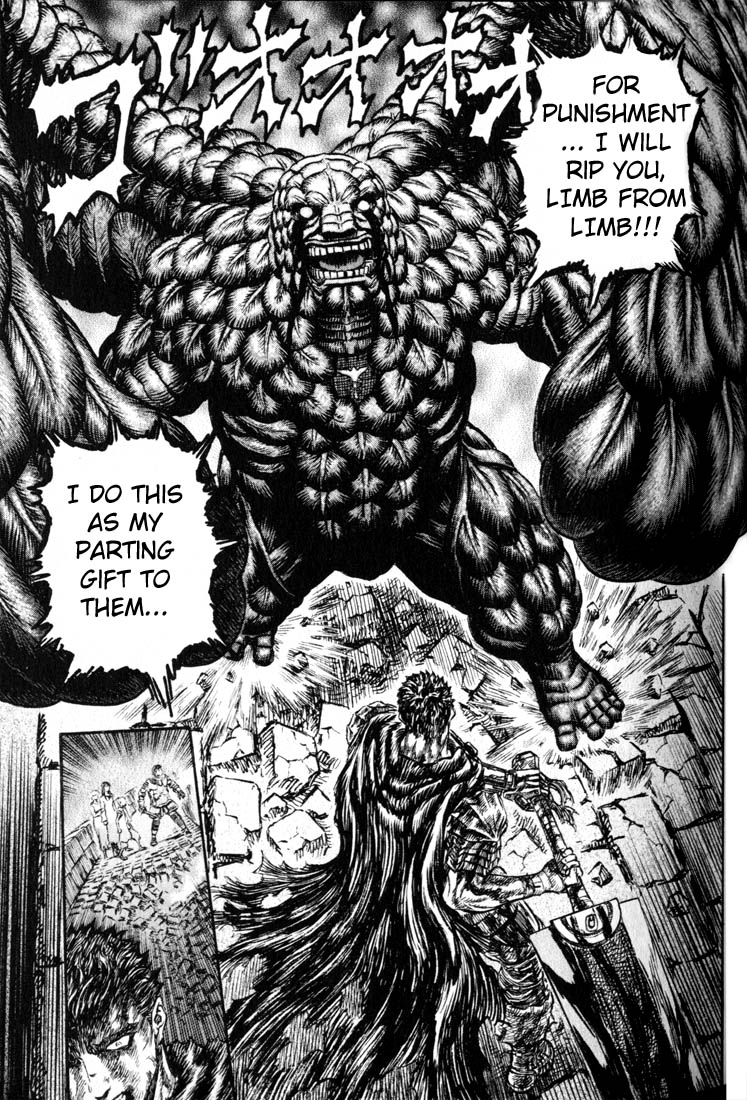 FOR
PUNISHMENT
... I WILL
RIP YOU,
LIMB FROM
LIMB!!!
I DO THIS
AS MY
PARTING
GIFT TO
THEM...